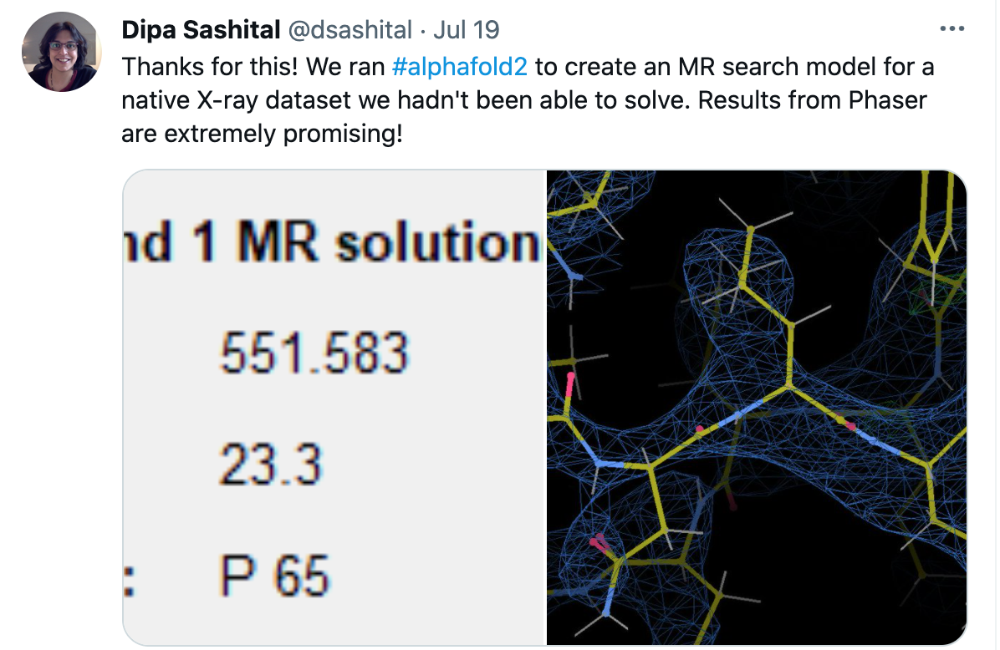 Dipa Sashital @dsashital · Jul 19
Thanks for this! We ran #alphafold2 to create an MR search model for a
native X-ray dataset we hadn't been able to solve. Results from Phaser
are extremely promising!
nd 1 MR solution
551.583
23.3
: P 65